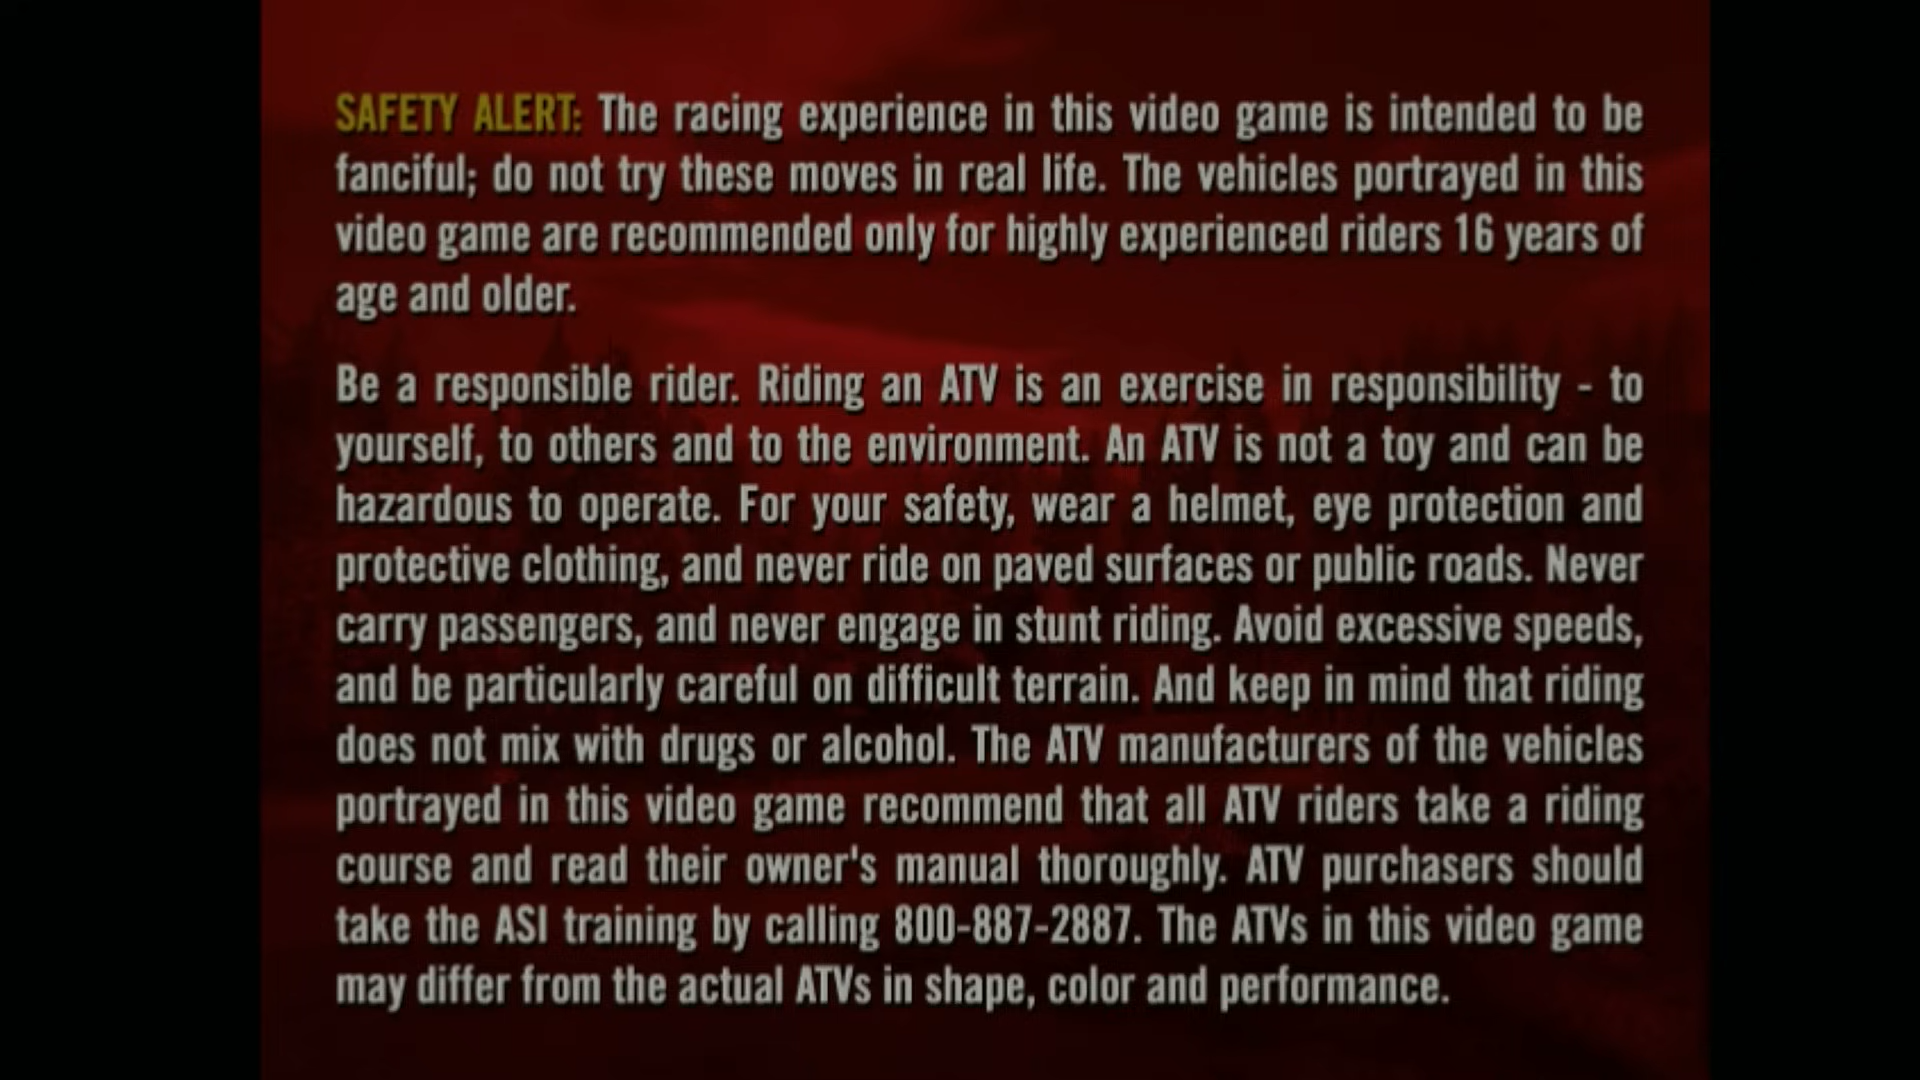 SAFETY ALERT: The racing experience in this video game is intended to be
fanciful; do not try these moves in real life. The vehicles portrayed in this
video game are recommended only for highly experienced riders 16 years of
age and older.
Be a responsible rider. Riding an ATV is an exercise in responsibility - to
yourself, to others and to the environment. An ATV is not a toy and can be
hazardous to operate. For your safety, wear a helmet, eye protection and
protective clothing, and never ride on paved surfaces or public roads. Never
carry passengers, and never engage in stunt riding. Avoid excessive speeds,
and be particularly careful on difficult terrain. And keep in mind that riding
does not mix with drugs or alcohol. The ATV manufacturers of the vehicles
portrayed in this video game recommend that all ATV riders take a riding
course and read their owner's manual thoroughly. ATV purchasers should
take the ASI training by calling 800-887-2887. The ATVs in this video game
may differ from the actual ATVs in shape, color and performance.